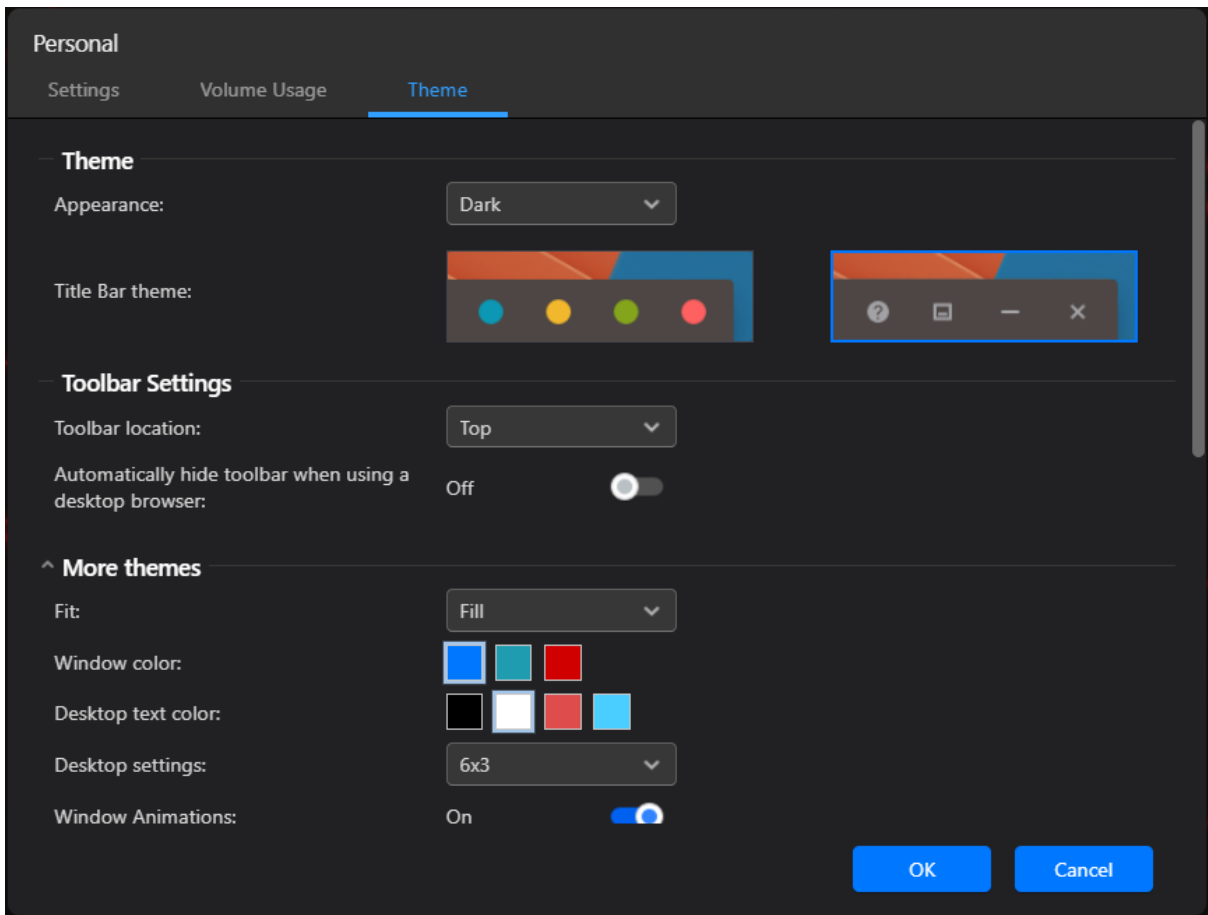 Personal
Settings Volume Usage Theme
Theme
Appearance: Dark
Title Bar theme:
Toolbar Settings
Toolbar location: Top
Automatically hide toolbar when using a
desktop browser: Off
More themes
Fit: Fill
Window color:
Desktop text color:
Desktop settings: 6x3
Window Animations: On
OK Cancel